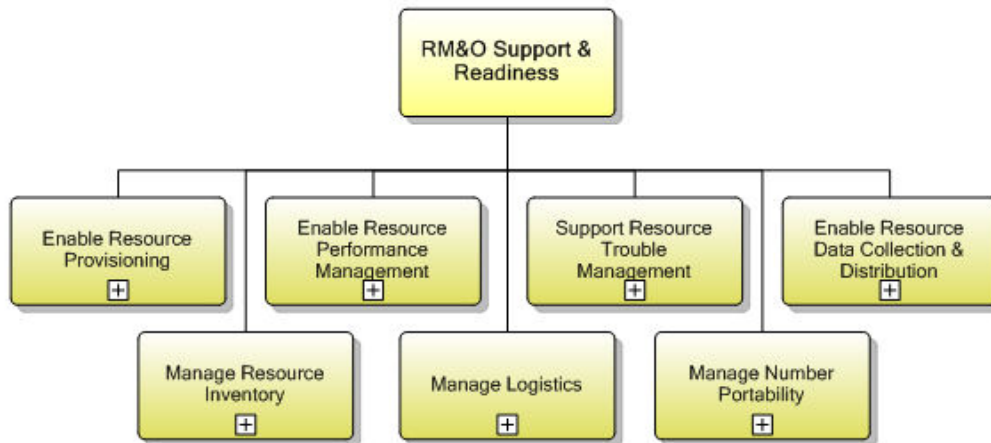 RM&O Support &
Readiness
Enable Resource
Provisioning
Enable Resource
Performance
Management
Support Resource
Trouble
Management
Enable Resource
Data Collection &
Distribution
Manage Resource
Inventory
Manage Logistics
Manage Number
Portability